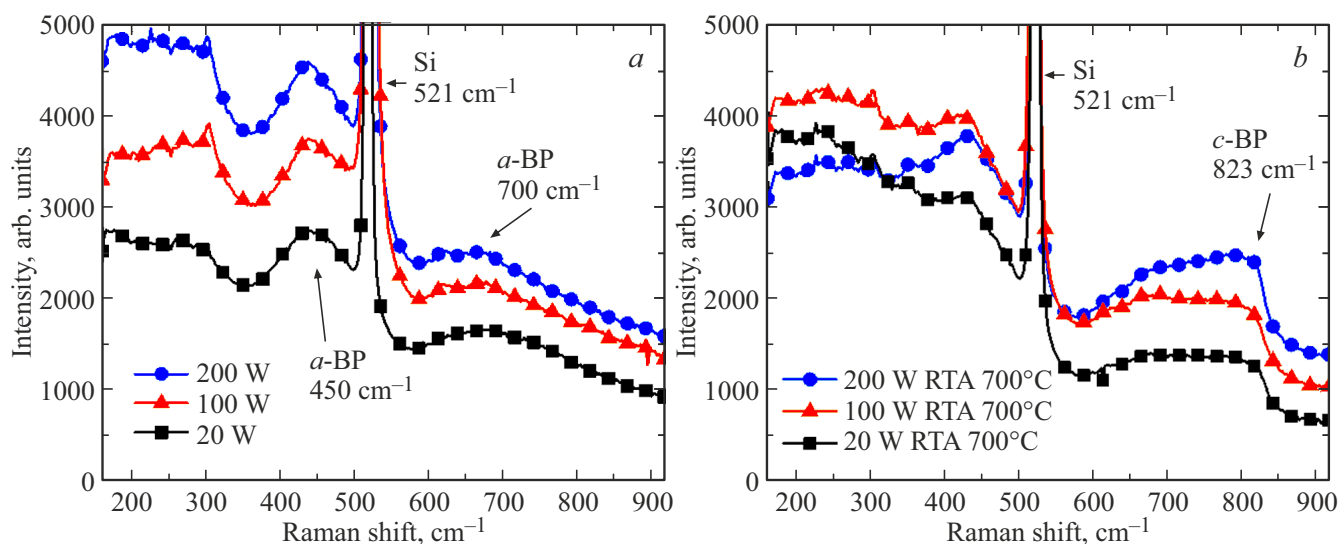 5000
4000
3000
2000
1000
0
Intensity, arb. units
a
Si
521 cm⁻¹
a-BP
700 cm⁻¹
a-BP
450 cm⁻¹
200 W
100 W
20 W
200 300 400 500 600 700 800 900
Raman shift, cm⁻¹
5000
4000
3000
2000
1000
0
Intensity, arb. units
b
Si
521 cm⁻¹
c-BP
823 cm⁻¹
200 W RTA 700°C
100 W RTA 700°C
20 W RTA 700°C
200 300 400 500 600 700 800 900
Raman shift, cm⁻¹